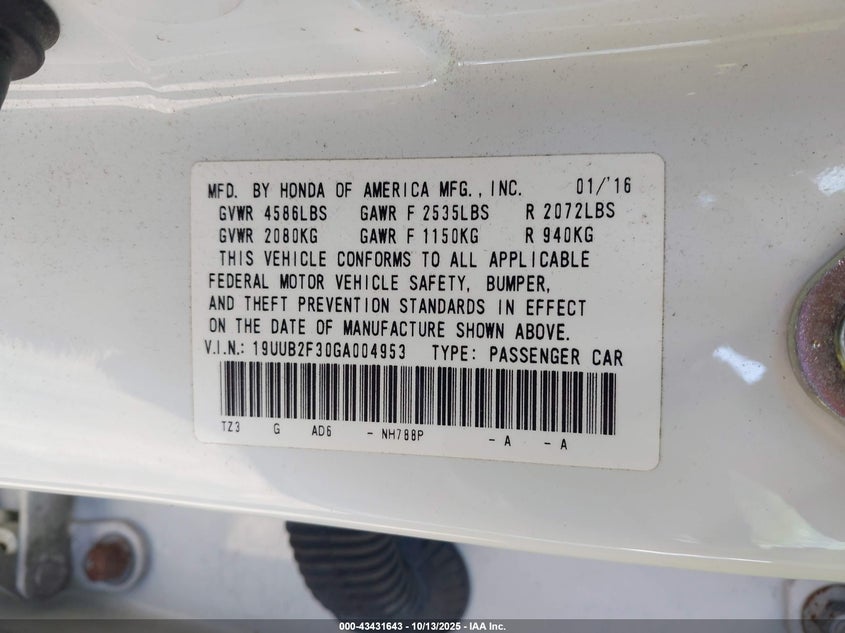 MFD. BY HONDA OF AMERICA MFG., INC. 01/'16
GVWR 4586LBS GAWR F 2535LBS R 2072LBS
GVWR 2080KG GAWR F 1150KG R 940KG
THIS VEHICLE CONFORMS TO ALL APPLICABLE
FEDERAL MOTOR VEHICLE SAFETY, BUMPER,
AND THEFT PREVENTION STANDARDS IN EFFECT
ON THE DATE OF MANUFACTURE SHOWN ABOVE.
V.I.N.: 19UUB2F30GA004953 TYPE: PASSENGER CAR
TZ3 G AD6 - NH788P - A - A
000-43431643 | 10/13/2025 - IAA Inc.